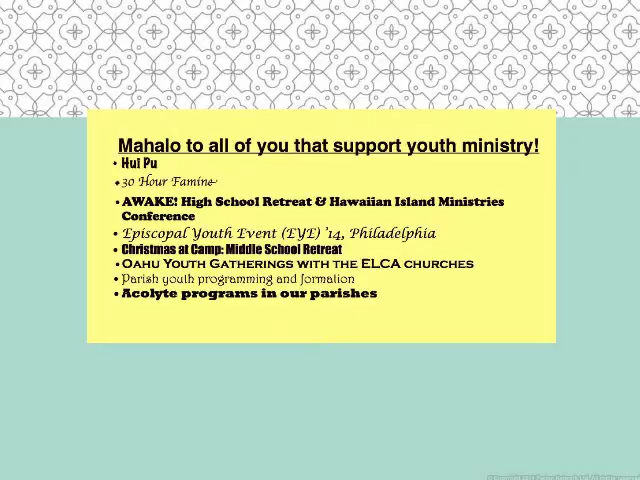 Mahalo to all of you that support youth ministry!
• Hui Pu
• 30 Hour Famine
• AWAKE! High School Retreat & Hawaiian Island Ministries
Conference
• Episcopal Youth Event (EYE) '14, Philadelphia
• Christmas at Camp: Middle School Retreat
• Oahu Youth Gatherings with the ELCA churches
• Parish youth programming and formation
• Acolyte programs in our parishes